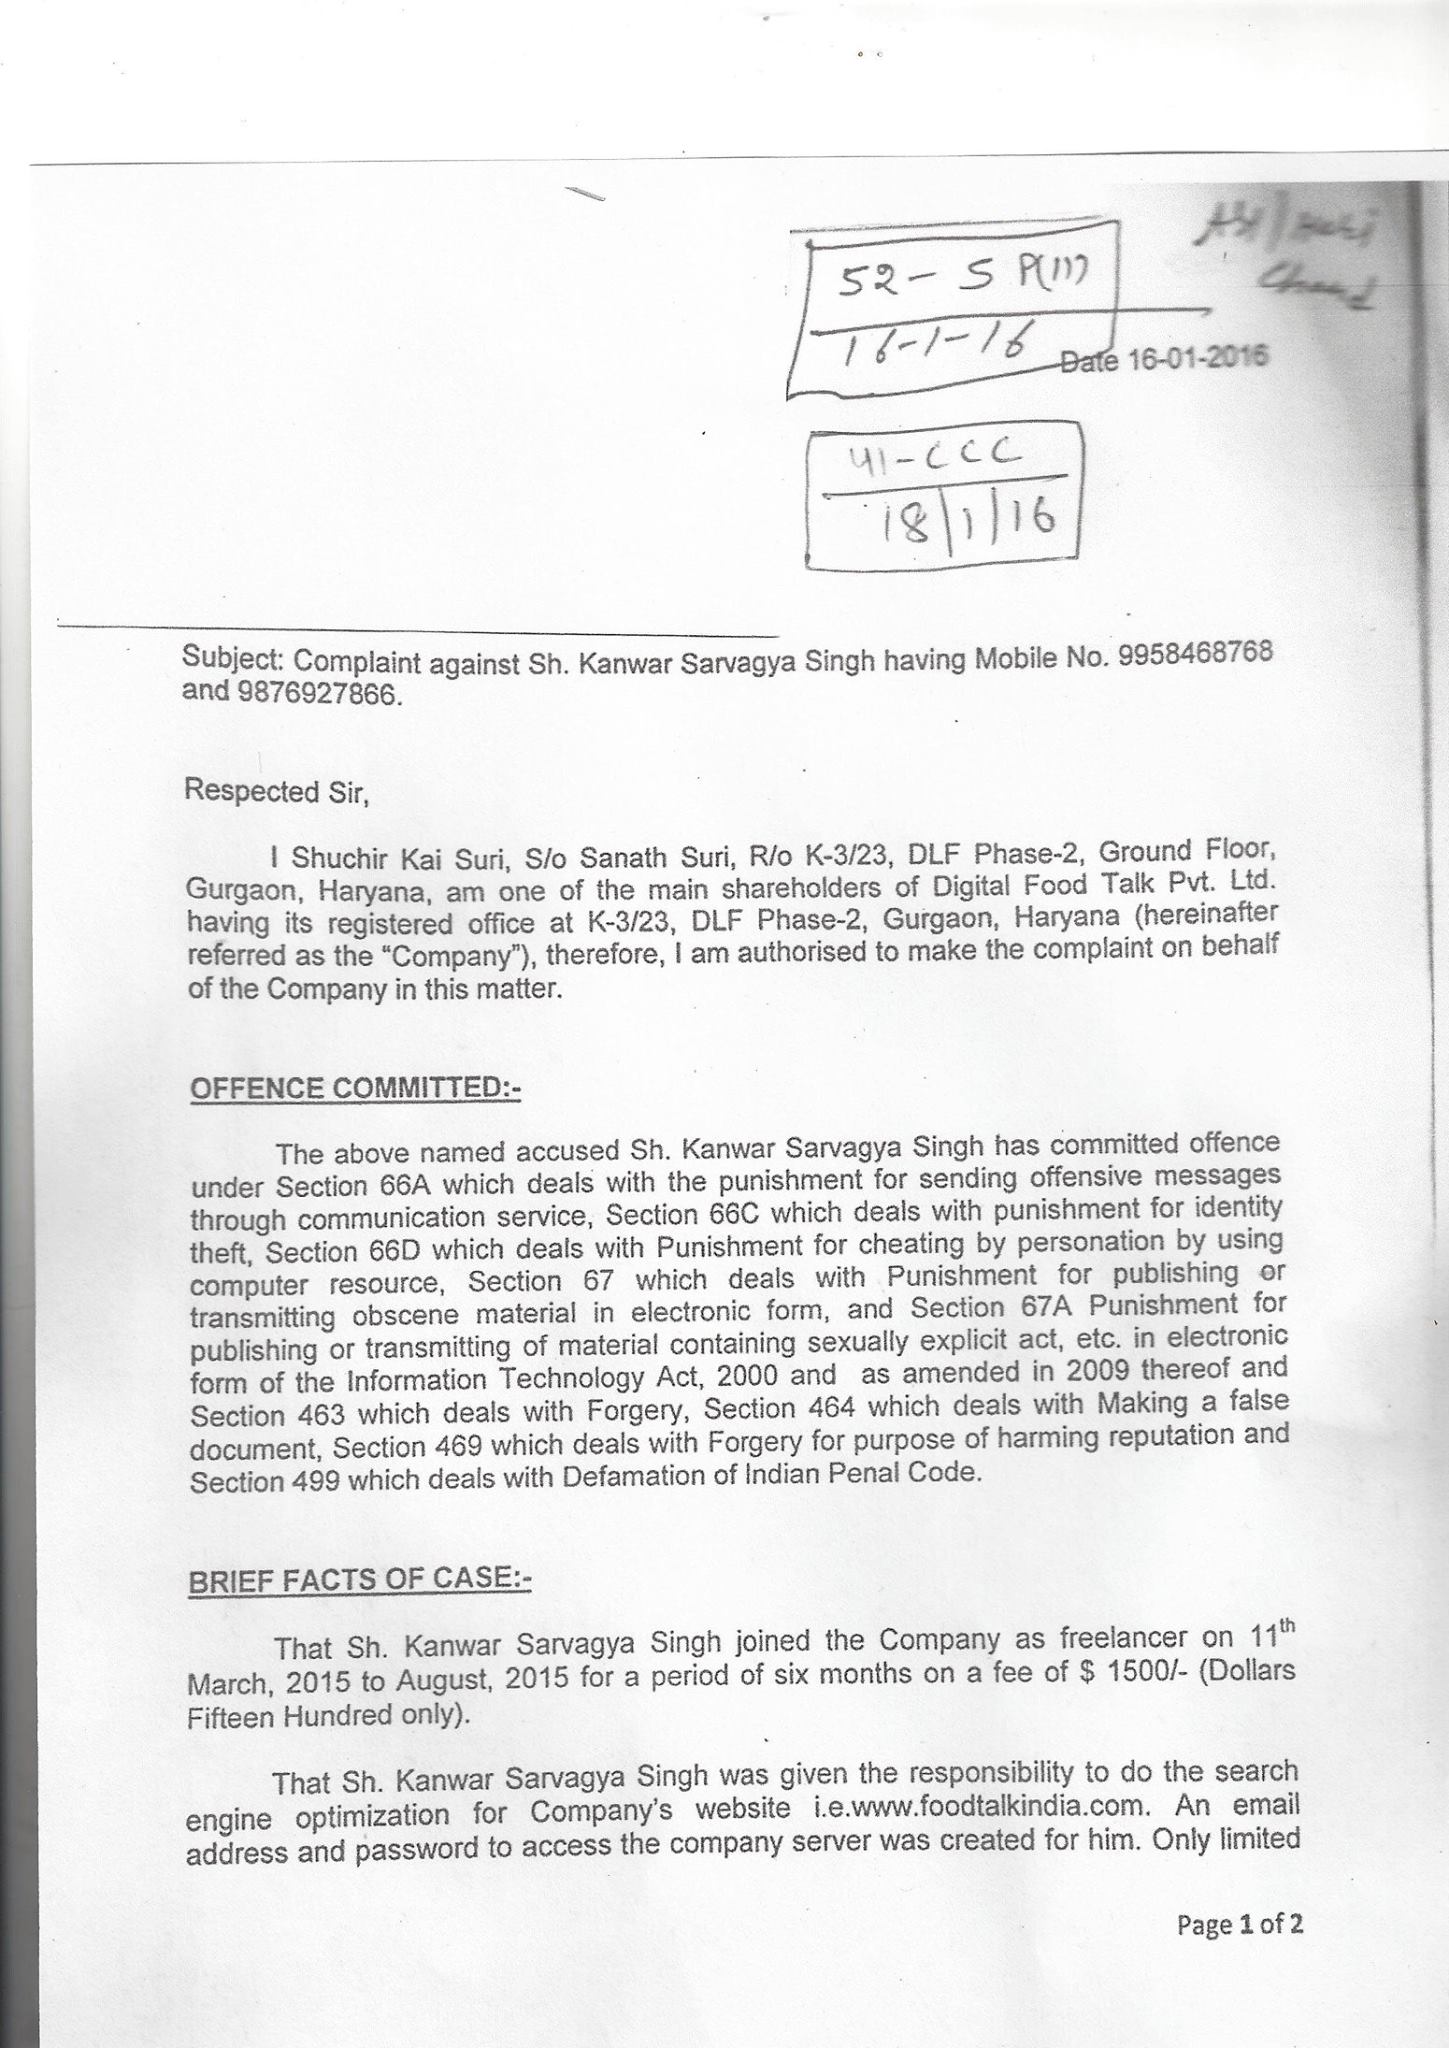 52 - 5 P(11)
16-1-16
Chand
Date 16-01-2016
41-CCC
18/1/16
Subject: Complaint against Sh. Kanwar Sarvagya Singh having Mobile No. 9958468768
and 9876927866.
Respected Sir,
I Shuchir Kai Suri, S/o Sanath Suri, R/o K-3/23, DLF Phase-2, Ground Floor,
Gurgaon, Haryana, am one of the main shareholders of Digital Food Talk Pvt. Ltd.
having its registered office at K-3/23, DLF Phase-2, Gurgaon, Haryana (hereinafter
referred as the “Company”), therefore, I am authorised to make the complaint on behalf
of the Company in this matter.
OFFENCE COMMITTED:-
The above named accused Sh. Kanwar Sarvagya Singh has committed offence
under Section 66A which deals with the punishment for sending offensive messages
through communication service, Section 66C which deals with punishment for identity
theft, Section 66D which deals with Punishment for cheating by personation by using
computer resource, Section 67 which deals with Punishment for publishing or
transmitting obscene material in electronic form, and Section 67A Punishment for
publishing or transmitting of material containing sexually explicit act, etc. in electronic
form of the Information Technology Act, 2000 and as amended in 2009 thereof and
Section 463 which deals with Forgery, Section 464 which deals with Making a false
document, Section 469 which deals with Forgery for purpose of harming reputation and
Section 499 which deals with Defamation of Indian Penal Code.
BRIEF FACTS OF CASE:-
That Sh. Kanwar Sarvagya Singh joined the Company as freelancer on 11th
March, 2015 to August, 2015 for a period of six months on a fee of $ 1500/- (Dollars
Fifteen Hundred only).
That Sh. Kanwar Sarvagya Singh was given the responsibility to do the search
engine optimization for Company's website i.e.www.foodtalkindia.com. An email
address and password to access the company server was created for him. Only limited
Page 1 of 2